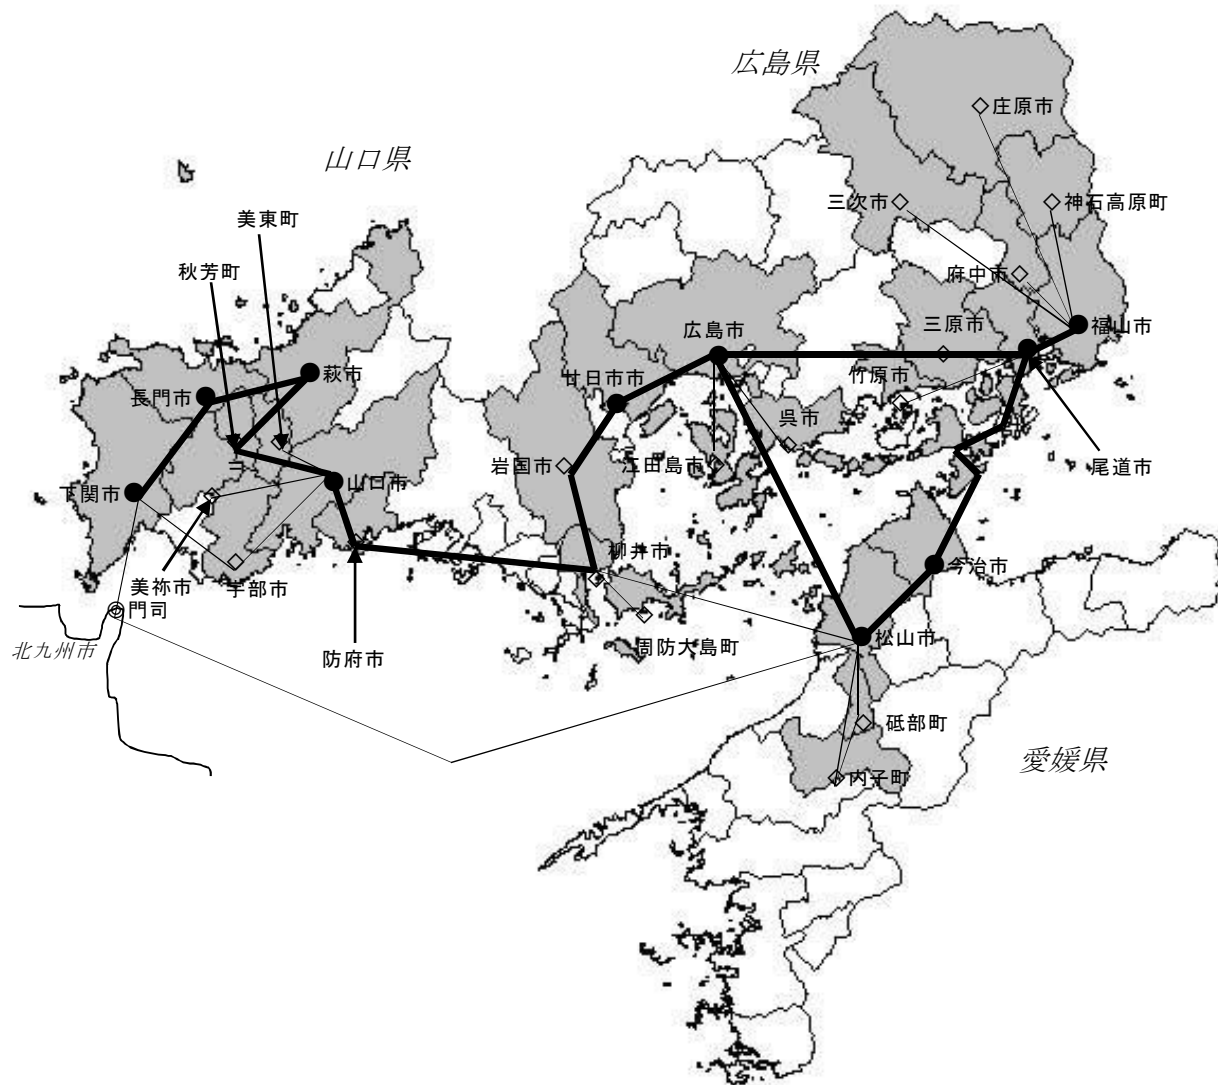 広島県
庄原市
山口県
三次市
神石高原町
美東町
秋芳町
府中市
三原市
福山市
広島市
萩市
長門市
廿日市市
竹原市
呉市
岩国市
江田島市
尾道市
下関市
山口市
柳井市
今治市
美祢市
宇部市
門司
松山市
北九州市
防府市
周防大島町
砥部町
愛媛県
内子町